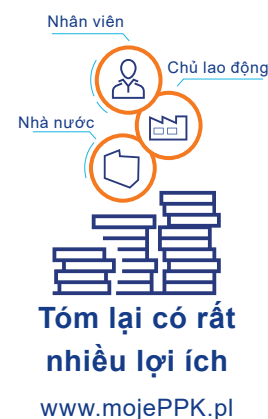 Nhân viên
Chủ lao động
Nhà nước
Tóm lại có rất
nhiều lợi ích
www.mojePPK.pl